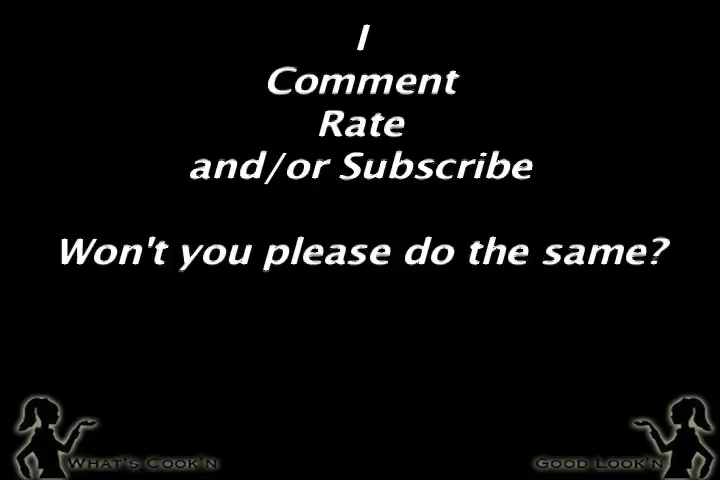 I
Comment
Rate
and/or Subscribe
Won't you please do the same?
What's Cook'n
Good Look'n